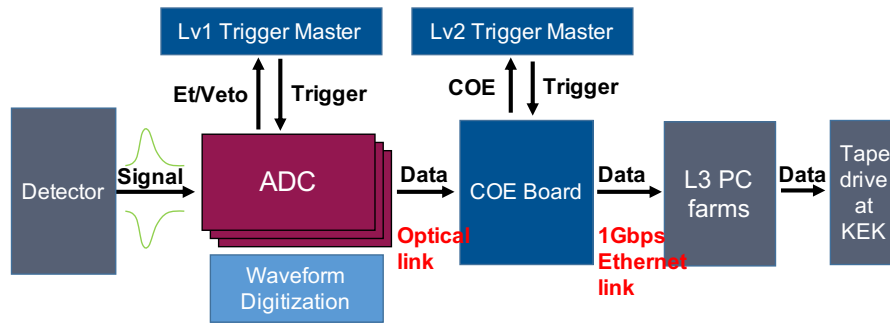 Lv1 Trigger Master
Lv2 Trigger Master
Et/Veto
Trigger
COE
Trigger
Detector
Signal
ADC
Data
COE Board
Data
L3 PC
farms
Data
Tape
drive
at
KEK
Optical
link
1Gbps
Ethernet
link
Waveform
Digitization